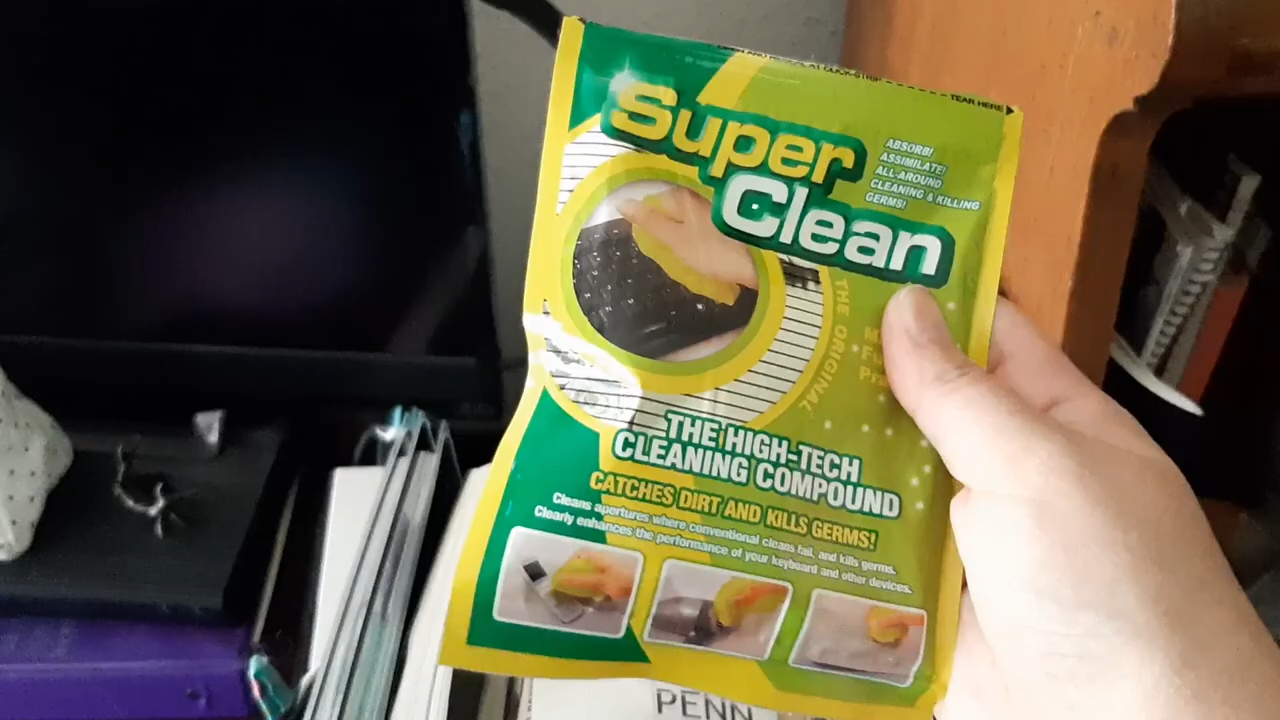 TEAR HERE
Super
Clean
ABSORB!
ASSIMILATE!
ALL-AROUND
CLEANING & KILLING
GERMS!
THE ORIGINAL
THE HIGH-TECH
CLEANING COMPOUND
CATCHES DIRT AND KILLS GERMS!
Cleans apertures where conventional cleans fail, and kills germs.
Clearly enhances the performance of your keyboard and other devices.
PENN